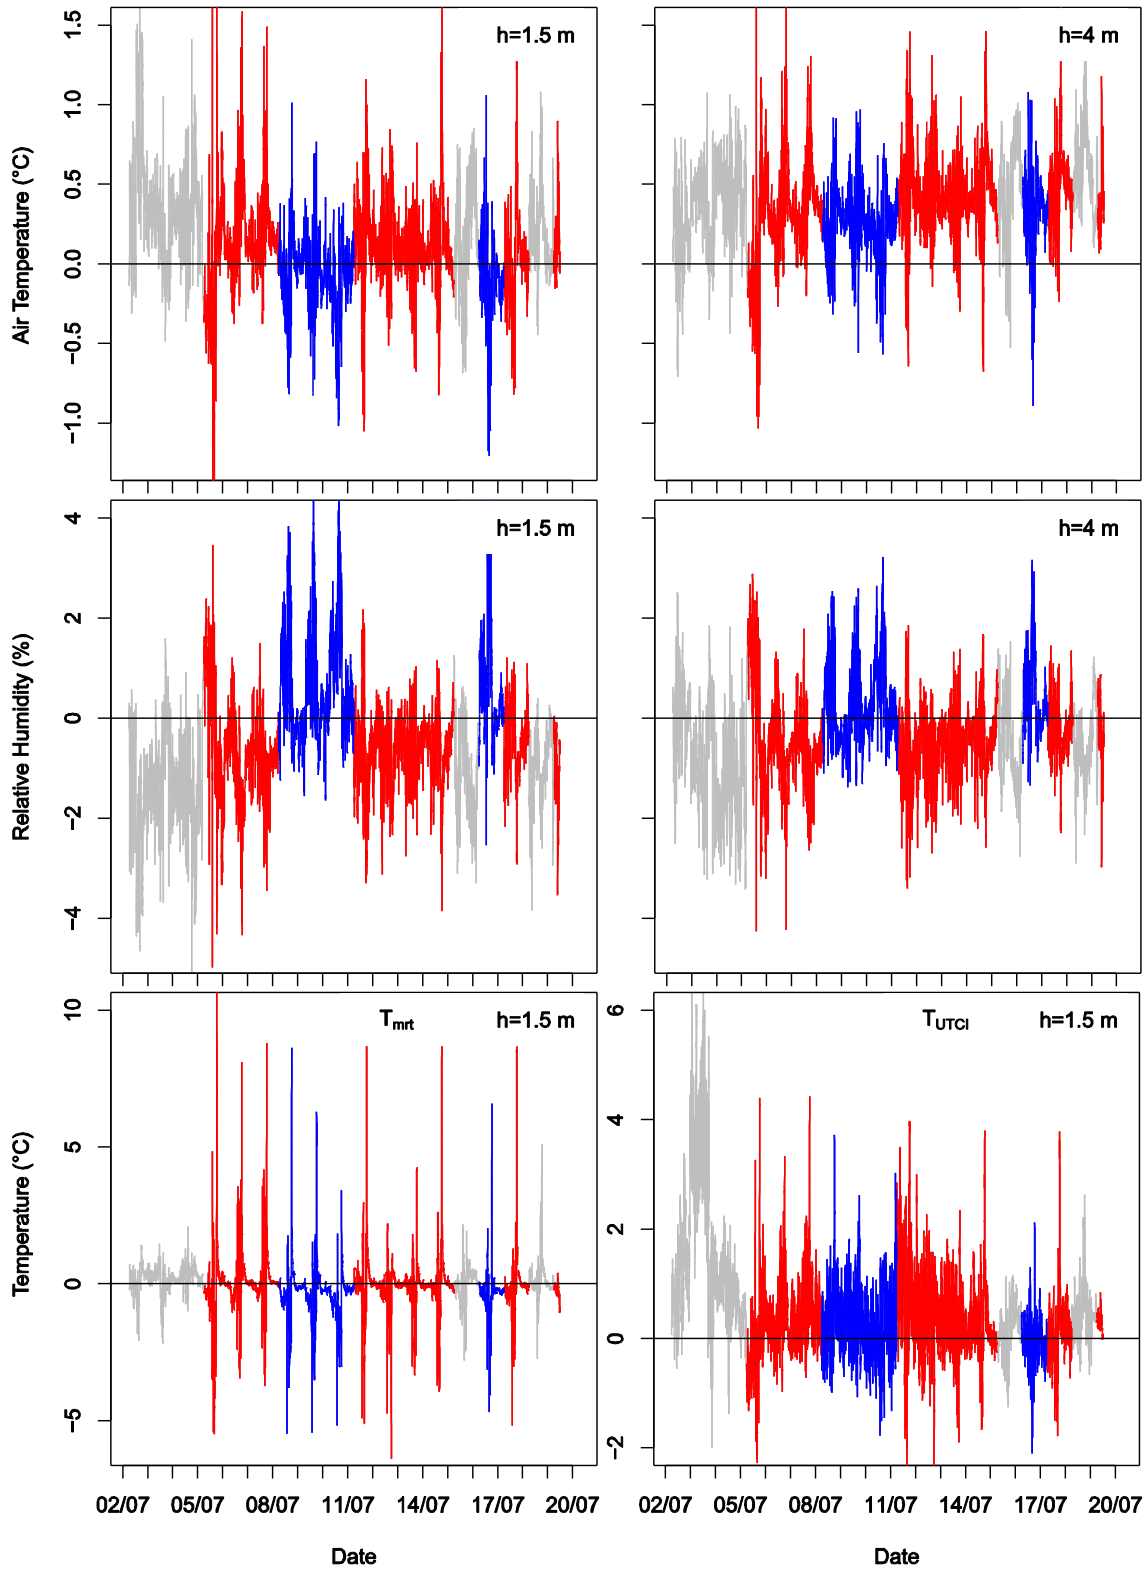 h=1.5 m
h=4 m
Air Temperature (°C)
1.5
1.0
0.5
0.0
−0.5
−1.0
h=1.5 m
h=4 m
Relative Humidity (%)
4
2
0
−2
−4
Tmrt h=1.5 m
TUTCI h=1.5 m
Temperature (°C)
10
5
0
−5
6
4
2
0
−2
02/07 05/07 08/07 11/07 14/07 17/07 20/07
02/07 05/07 08/07 11/07 14/07 17/07 20/07
Date
Date